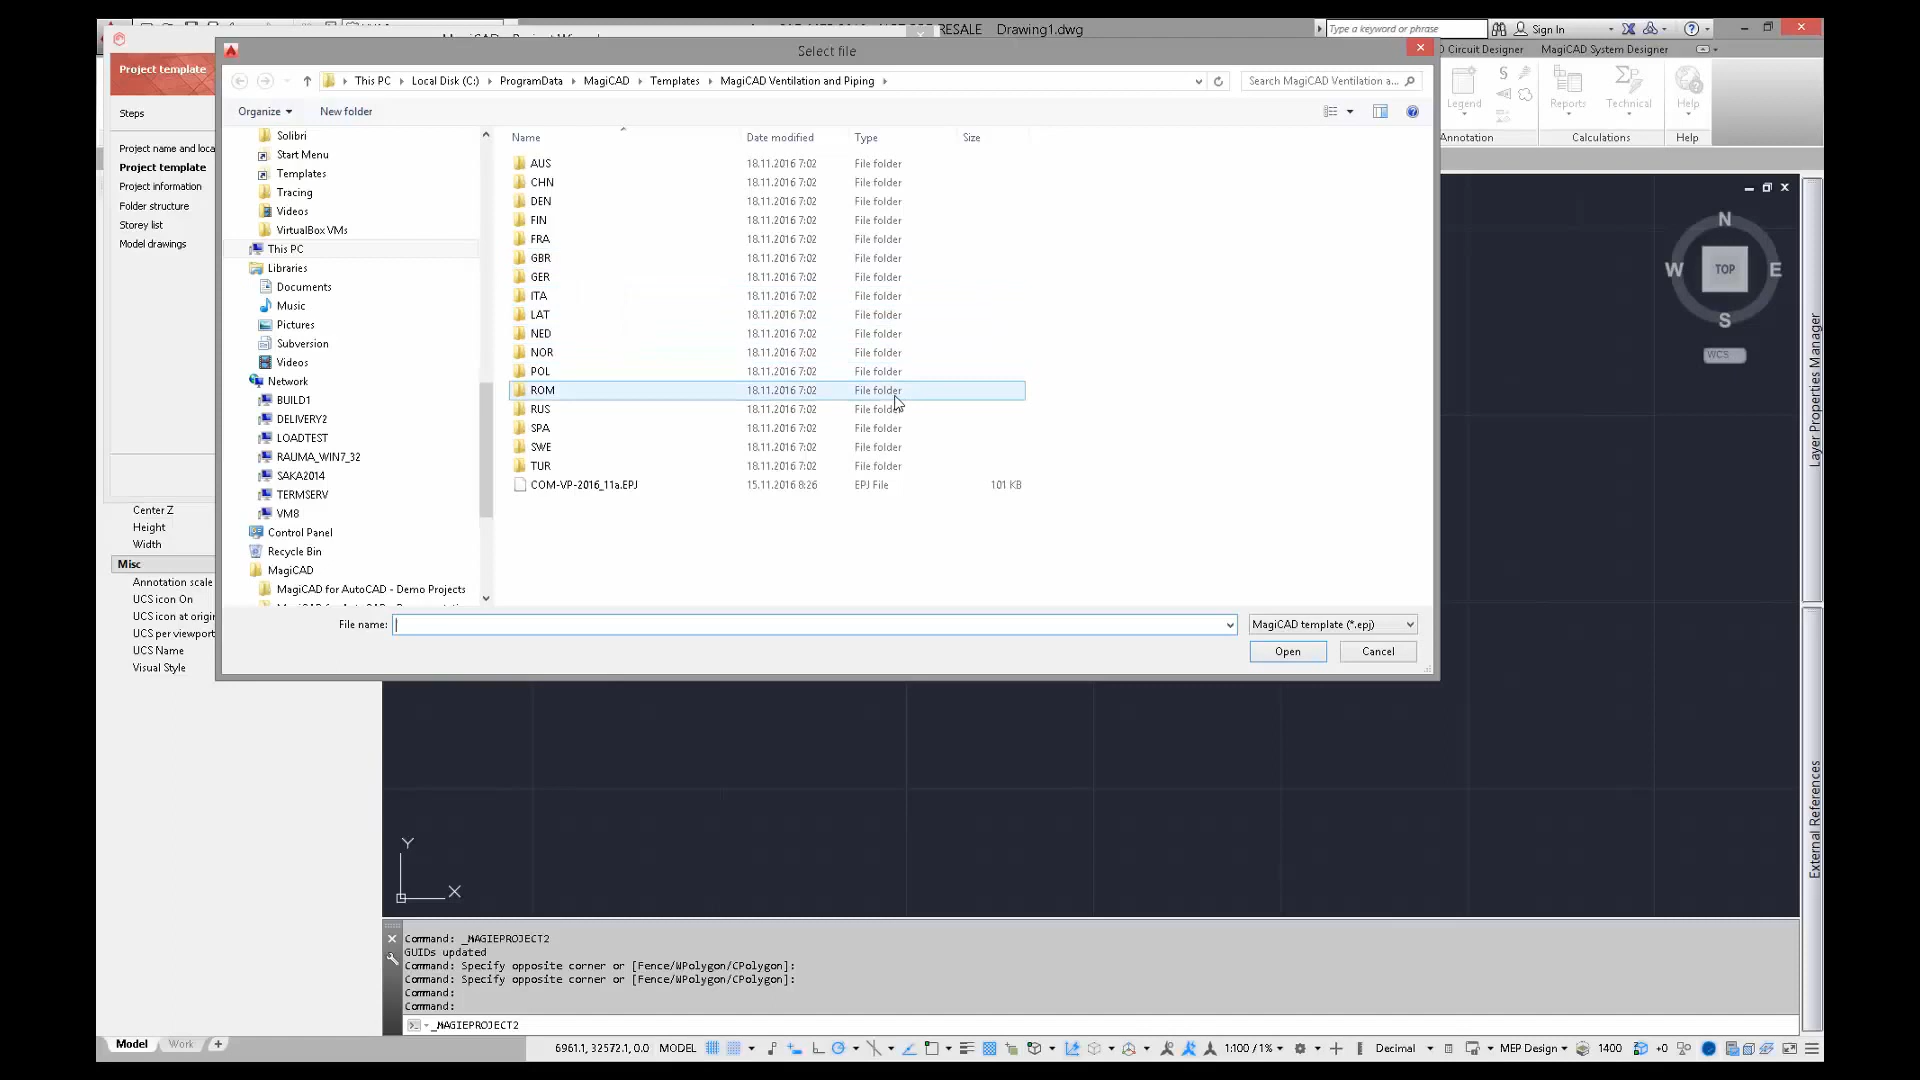 RESALE Drawing1.dwg
Type a keyword or phrase
Sign In
Select file
Circuit Designer MagiCAD System Designer
Project template
This PC Local Disk (C:) ProgramData MagiCAD Templates MagiCAD Ventilation and Piping
Search MagiCAD Ventilation a...
Legend Reports Technical Help
Annotation Calculations Help
Organize New folder
Steps
Project name and loca
Project template
Project information
Folder structure
Storey list
Model drawings
Solibri
Start Menu
Templates
Tracing
Videos
VirtualBox VMs
This PC
Libraries
Documents
Music
Pictures
Subversion
Videos
Network
BUILD1
DELIVERY2
LOADTEST
RAUMA_WIN7_32
SAKA2014
TERMSERV
VM8
Control Panel
Recycle Bin
MagiCAD
MagiCAD for AutoCAD - Demo Projects
Name Date modified Type Size
AUS 18.11.2016 7:02 File folder
CHN 18.11.2016 7:02 File folder
DEN 18.11.2016 7:02 File folder
FIN 18.11.2016 7:02 File folder
FRA 18.11.2016 7:02 File folder
GBR 18.11.2016 7:02 File folder
GER 18.11.2016 7:02 File folder
ITA 18.11.2016 7:02 File folder
LAT 18.11.2016 7:02 File folder
NED 18.11.2016 7:02 File folder
NOR 18.11.2016 7:02 File folder
POL 18.11.2016 7:02 File folder
ROM 18.11.2016 7:02 File folder
RUS 18.11.2016 7:02 File folder
SPA 18.11.2016 7:02 File folder
SWE 18.11.2016 7:02 File folder
TUR 18.11.2016 7:02 File folder
COM-VP-2016_11a.EPJ 15.11.2016 8:26 EPJ File 101 KB
File name:
MagiCAD template (*.epj)
Open Cancel
Center Z
Height
Width
Misc
Annotation scale
UCS icon On
UCS icon at origin
UCS per viewport
UCS Name
Visual Style
N
W TOP E
S
WCS
Layer Properties Manager
External References
Y
X
Command: _MAGIEPROJECT2
GUIDs updated
Command: Specify opposite corner or [Fence/WPolygon/CPolygon]:
Command: Specify opposite corner or [Fence/WPolygon/CPolygon]:
Command:
Command:
_MAGIEPROJECT2
Model Work +
6961.1, 32572.1, 0.0 MODEL 1:100 / 1% Decimal MEP Design 1400 +0